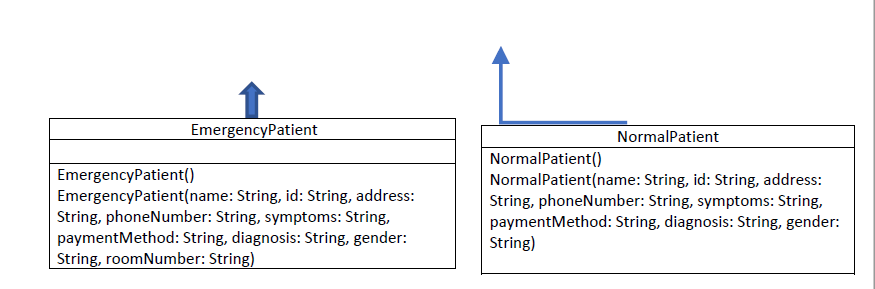 EmergencyPatient
EmergencyPatient()
EmergencyPatient(name: String, id: String, address:
String, phoneNumber: String, symptoms: String,
paymentMethod: String, diagnosis: String, gender:
String, roomNumber: String)
NormalPatient
NormalPatient()
NormalPatient(name: String, id: String, address:
String, phoneNumber: String, symptoms: String,
paymentMethod: String, diagnosis: String, gender:
String)